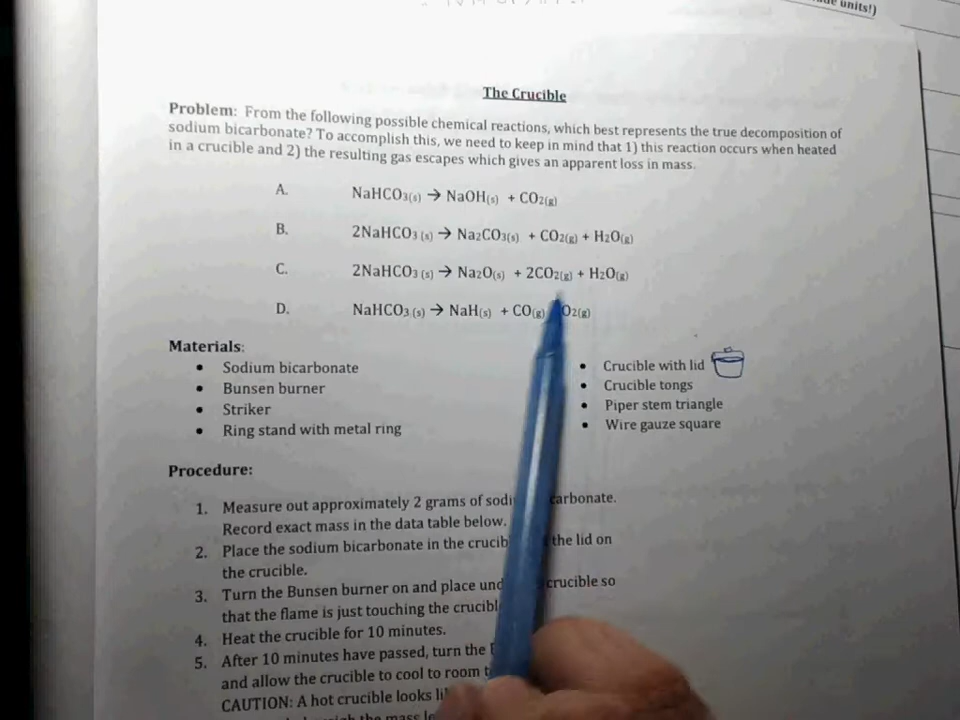 de units!)
The Crucible
Problem: From the following possible chemical reactions, which best represents the true decomposition of
sodium bicarbonate? To accomplish this, we need to keep in mind that 1) this reaction occurs when heated
in a crucible and 2) the resulting gas escapes which gives an apparent loss in mass.
A. NaHCO3(s) → NaOH(s) + CO2(g)
B. 2NaHCO3 (s) → Na2CO3(s) + CO2(g) + H2O(g)
C. 2NaHCO3 (s) → Na2O(s) + 2CO2(g) + H2O(g)
D. NaHCO3 (s) → NaH(s) + CO(g) O2(g)
Materials:
• Sodium bicarbonate
• Bunsen burner
• Striker
• Ring stand with metal ring
• Crucible with lid
• Crucible tongs
• Piper stem triangle
• Wire gauze square
Procedure:
1. Measure out approximately 2 grams of sodi carbonate.
Record exact mass in the data table below.
2. Place the sodium bicarbonate in the crucib the lid on
the crucible.
3. Turn the Bunsen burner on and place und crucible so
that the flame is just touching the crucibl
4. Heat the crucible for 10 minutes.
5. After 10 minutes have passed, turn the
and allow the crucible to cool to room t
CAUTION: A hot crucible looks li
the mass